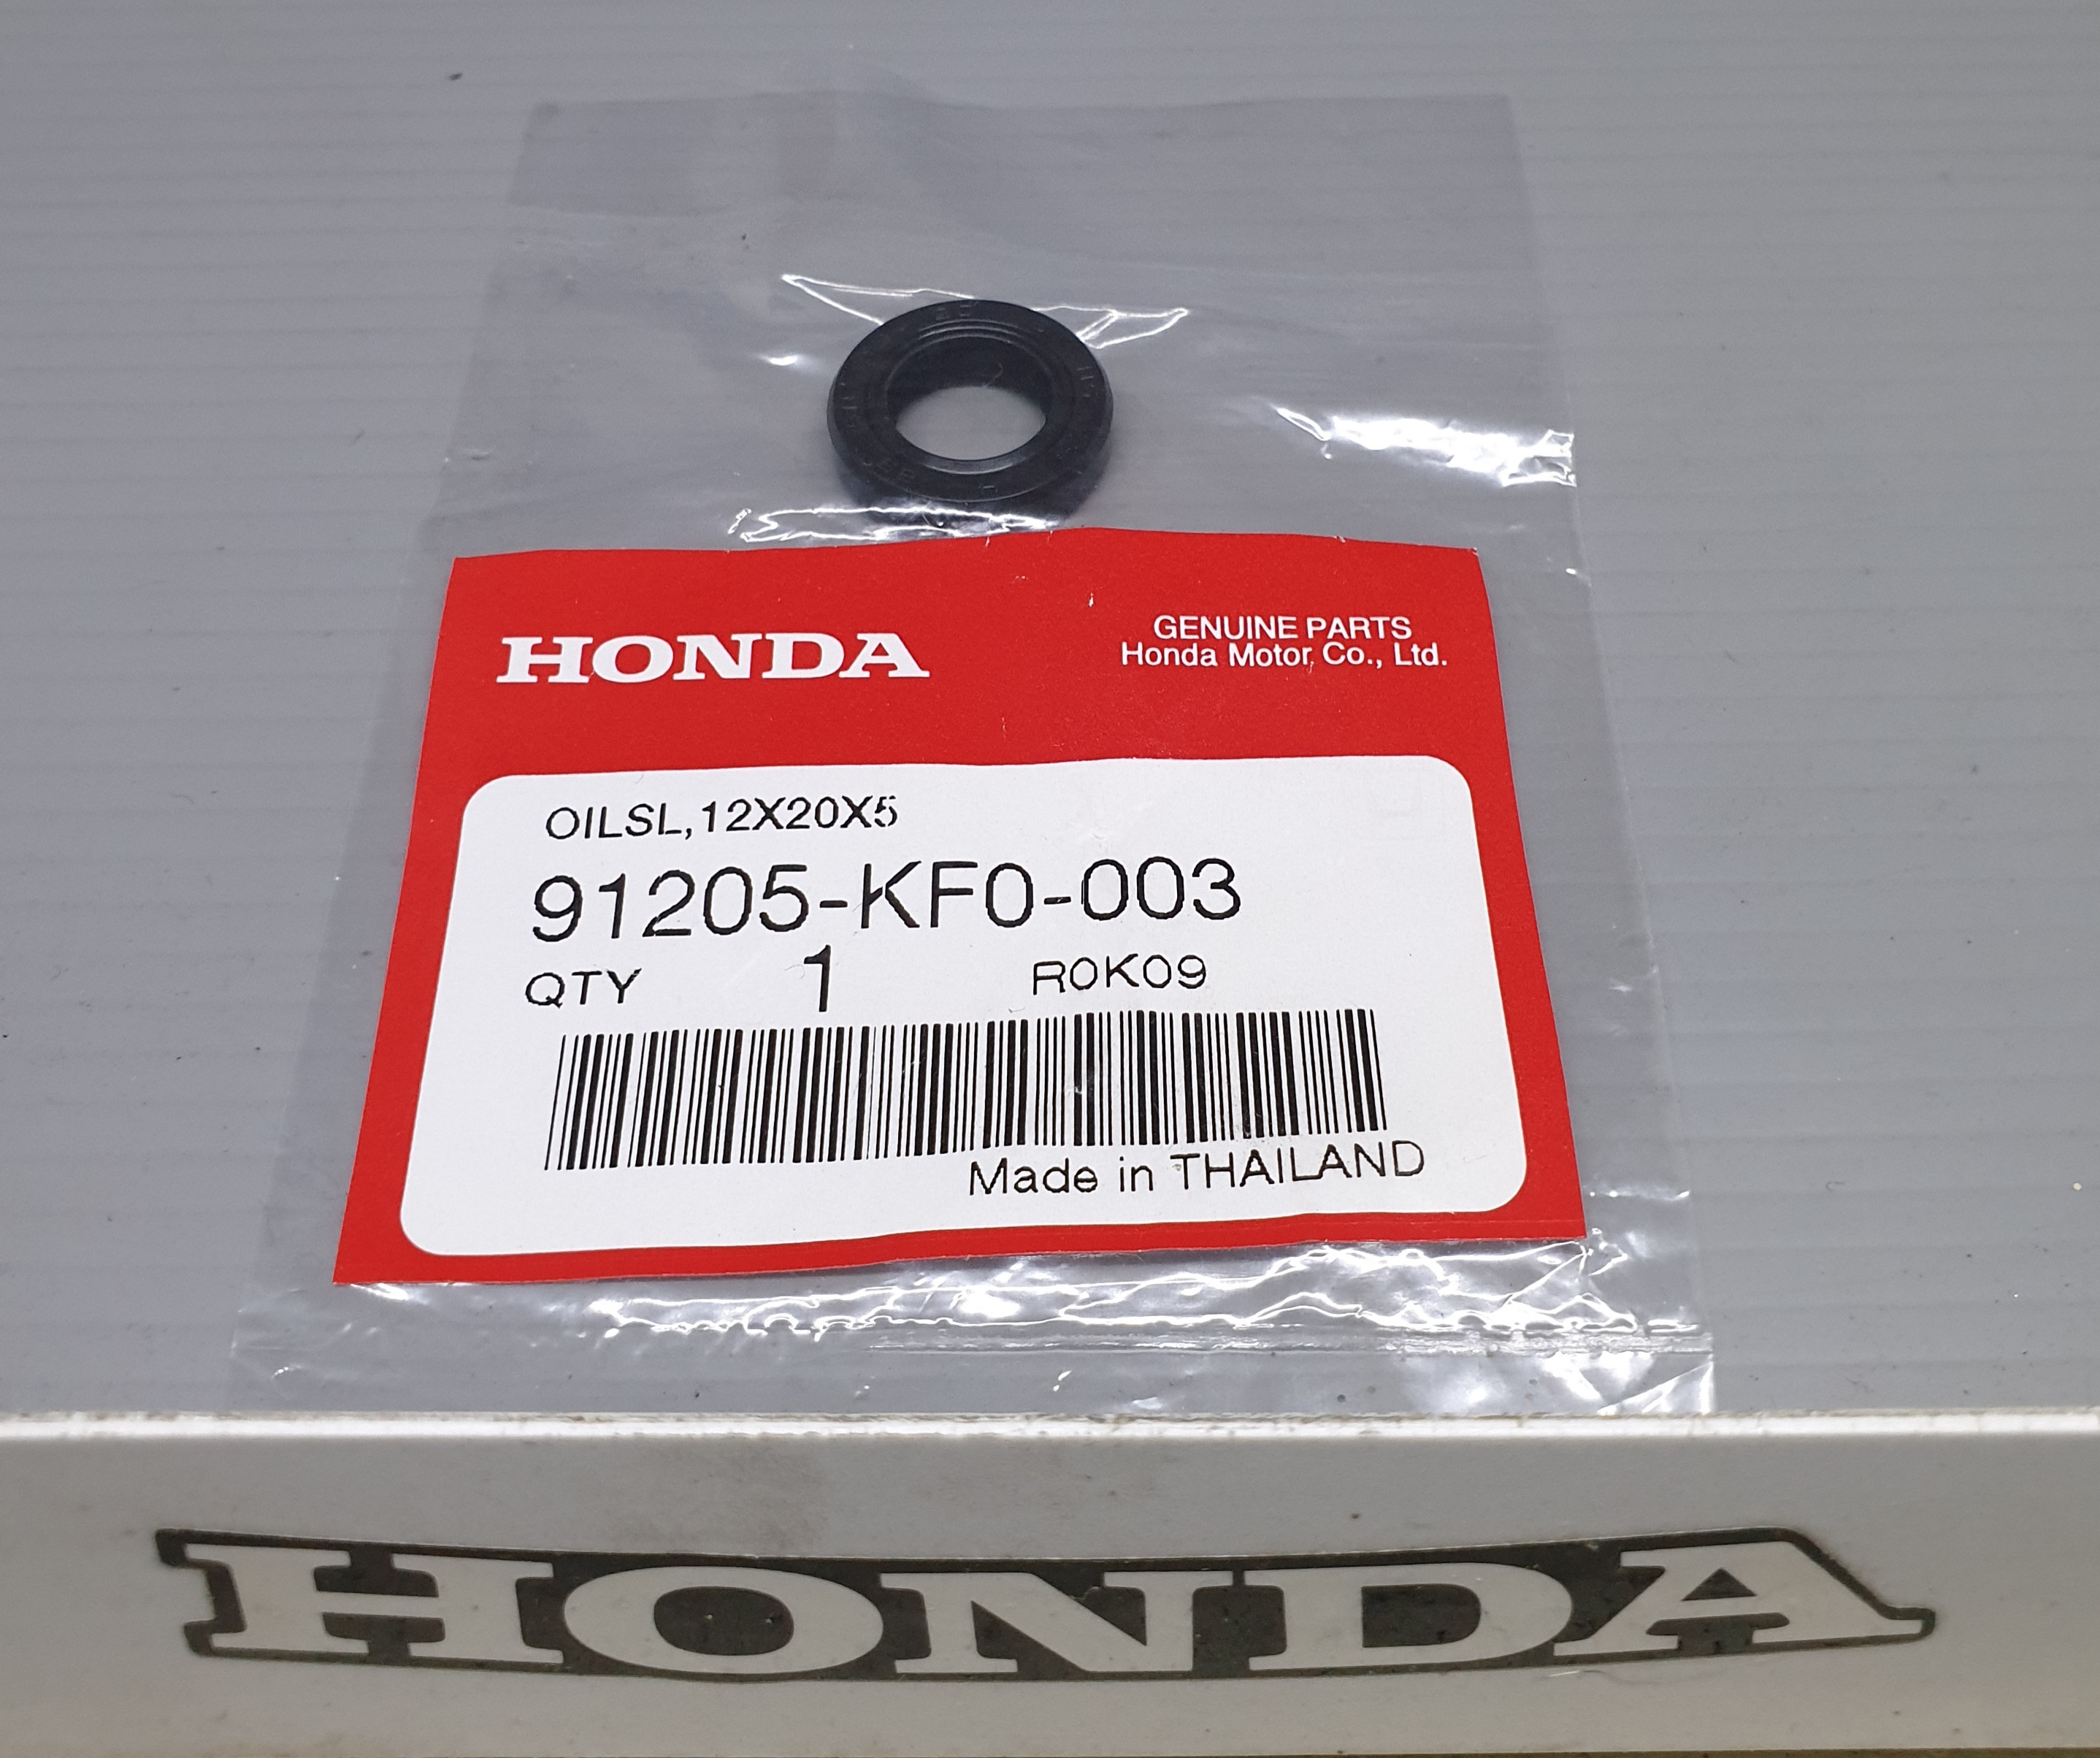 HONDA
GENUINE PARTS
Honda Motor Co., Ltd.
OILSL,12X20X5
91205-KF0-003
QTY 1 R0K09
Made in THAILAND
HONDA